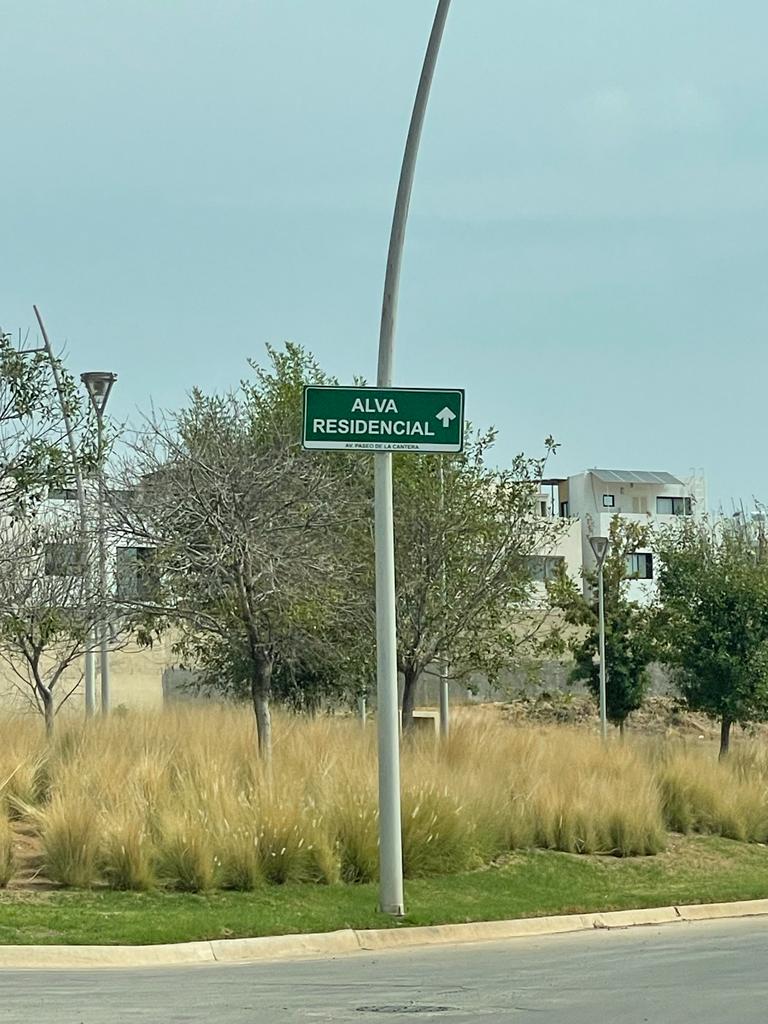 ALVA
RESIDENCIAL
AV. PASEO DE LA CANTERA